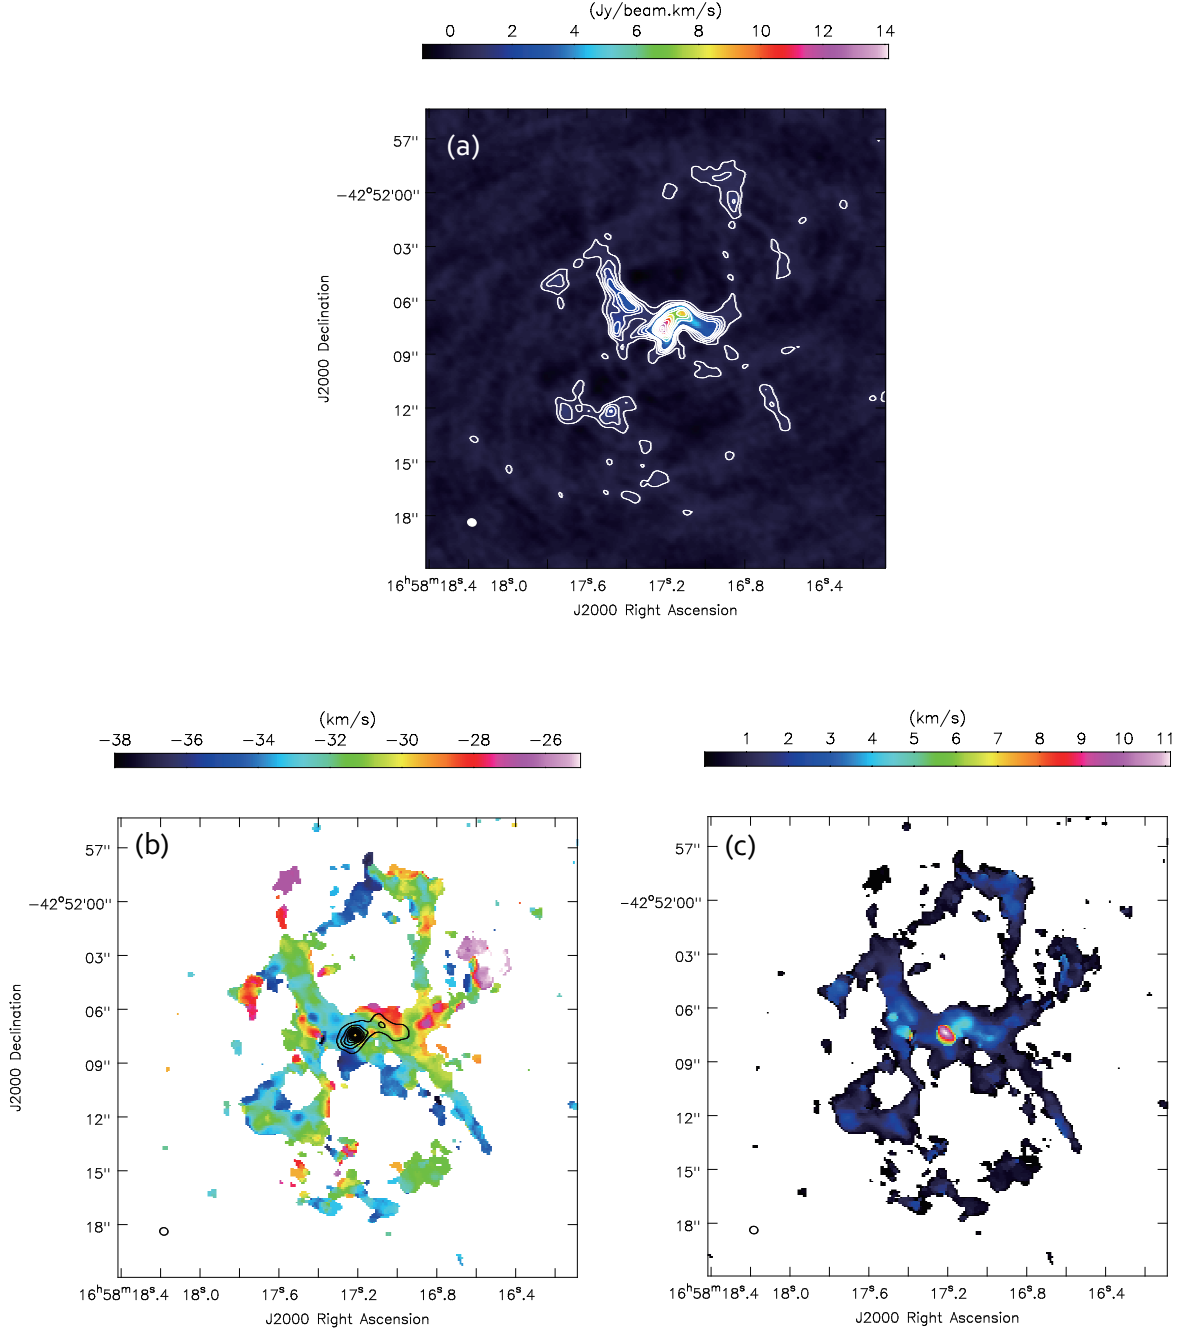 (Jy/beam.km/s)
0 2 4 6 8 10 12 14
(a)
57"
−42°52'00"
03"
06"
09"
12"
15"
18"
J2000 Declination
16ʰ58ᵐ18ˢ.4 18ˢ.0 17ˢ.6 17ˢ.2 16ˢ.8 16ˢ.4
J2000 Right Ascension
(km/s)
−38 −36 −34 −32 −30 −28 −26
(b)
57"
−42°52'00"
03"
06"
09"
12"
15"
18"
J2000 Declination
16ʰ58ᵐ18ˢ.4 18ˢ.0 17ˢ.6 17ˢ.2 16ˢ.8 16ˢ.4
J2000 Right Ascension
(km/s)
1 2 3 4 5 6 7 8 9 10 11
(c)
57"
−42°52'00"
03"
06"
09"
12"
15"
18"
16ʰ58ᵐ18ˢ.4 18ˢ.0 17ˢ.6 17ˢ.2 16ˢ.8 16ˢ.4
J2000 Right Ascension